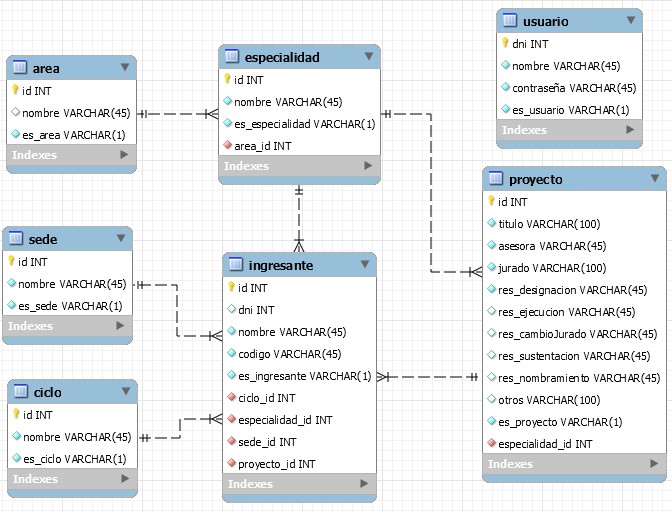 area
id INT
nombre VARCHAR(45)
es_area VARCHAR(1)
Indexes
especialidad
id INT
nombre VARCHAR(45)
es_especialidad VARCHAR(1)
area_id INT
Indexes
usuario
dni INT
nombre VARCHAR(45)
contraseña VARCHAR(45)
es_usuario VARCHAR(1)
Indexes
sede
id INT
nombre VARCHAR(45)
es_sede VARCHAR(1)
Indexes
ingresante
id INT
dni INT
nombre VARCHAR(45)
codigo VARCHAR(45)
es_ingresante VARCHAR(1)
ciclo_id INT
especialidad_id INT
sede_id INT
proyecto_id INT
Indexes
proyecto
id INT
titulo VARCHAR(100)
asesora VARCHAR(45)
jurado VARCHAR(100)
res_designacion VARCHAR(45)
res_ejecucion VARCHAR(45)
res_cambioJurado VARCHAR(45)
res_sustentacion VARCHAR(45)
res_nombramiento VARCHAR(45)
otros VARCHAR(100)
es_proyecto VARCHAR(1)
especialidad_id INT
Indexes
ciclo
id INT
nombre VARCHAR(45)
es_ciclo VARCHAR(1)
Indexes